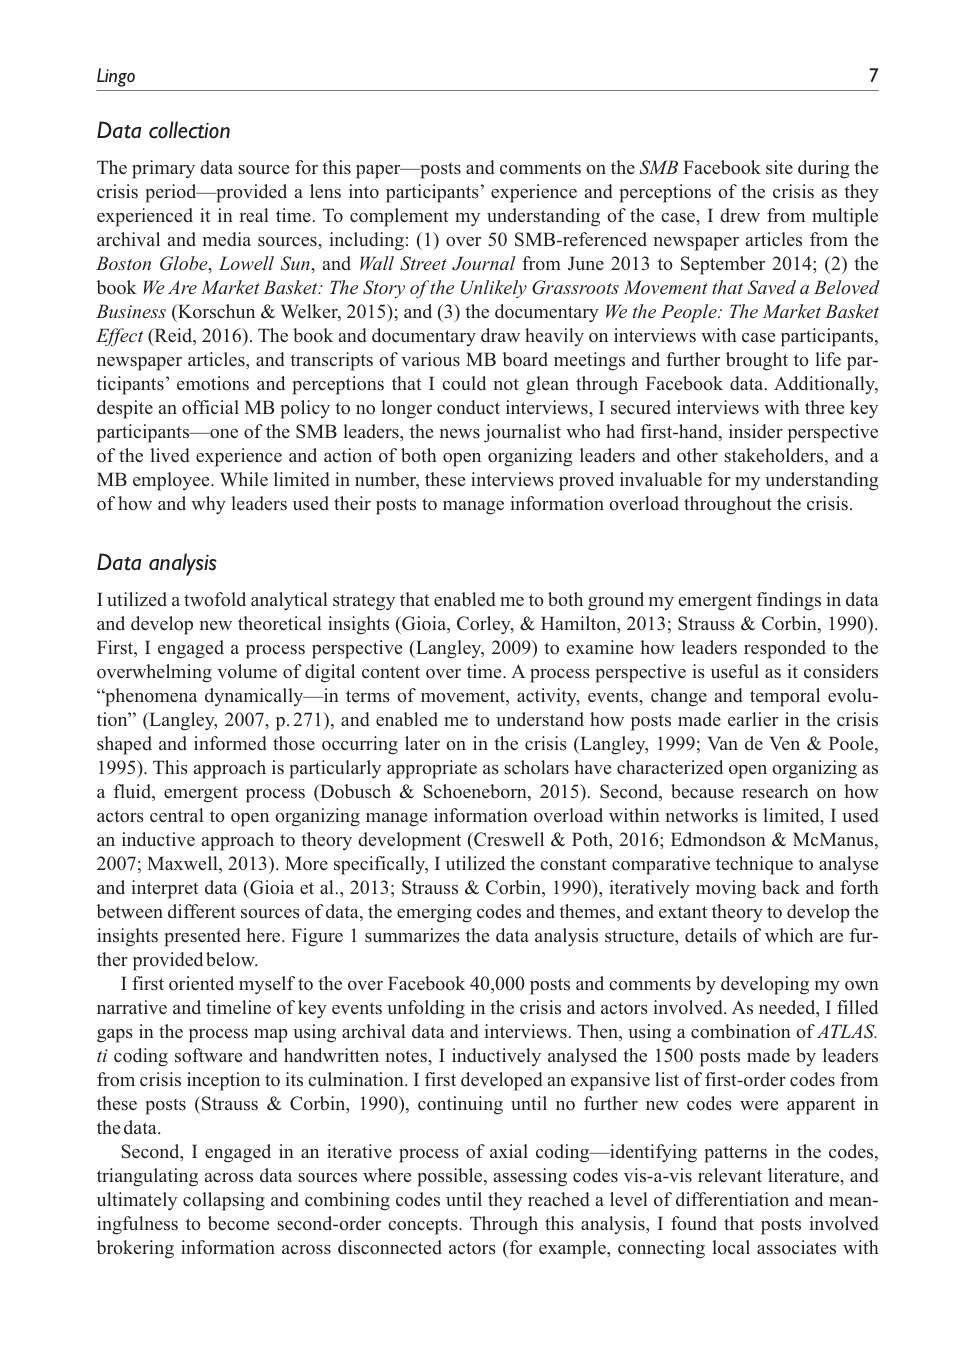 Lingo 7
Data collection
The primary data source for this paper—posts and comments on the SMB Facebook site during the
crisis period—provided a lens into participants’ experience and perceptions of the crisis as they
experienced it in real time. To complement my understanding of the case, I drew from multiple
archival and media sources, including: (1) over 50 SMB-referenced newspaper articles from the
Boston Globe, Lowell Sun, and Wall Street Journal from June 2013 to September 2014; (2) the
book We Are Market Basket: The Story of the Unlikely Grassroots Movement that Saved a Beloved
Business (Korschun & Welker, 2015); and (3) the documentary We the People: The Market Basket
Effect (Reid, 2016). The book and documentary draw heavily on interviews with case participants,
newspaper articles, and transcripts of various MB board meetings and further brought to life par-
ticipants’ emotions and perceptions that I could not glean through Facebook data. Additionally,
despite an official MB policy to no longer conduct interviews, I secured interviews with three key
participants—one of the SMB leaders, the news journalist who had first-hand, insider perspective
of the lived experience and action of both open organizing leaders and other stakeholders, and a
MB employee. While limited in number, these interviews proved invaluable for my understanding
of how and why leaders used their posts to manage information overload throughout the crisis.
Data analysis
I utilized a twofold analytical strategy that enabled me to both ground my emergent findings in data
and develop new theoretical insights (Gioia, Corley, & Hamilton, 2013; Strauss & Corbin, 1990).
First, I engaged a process perspective (Langley, 2009) to examine how leaders responded to the
overwhelming volume of digital content over time. A process perspective is useful as it considers
“phenomena dynamically—in terms of movement, activity, events, change and temporal evolu-
tion” (Langley, 2007, p. 271), and enabled me to understand how posts made earlier in the crisis
shaped and informed those occurring later on in the crisis (Langley, 1999; Van de Ven & Poole,
1995). This approach is particularly appropriate as scholars have characterized open organizing as
a fluid, emergent process (Dobusch & Schoeneborn, 2015). Second, because research on how
actors central to open organizing manage information overload within networks is limited, I used
an inductive approach to theory development (Creswell & Poth, 2016; Edmondson & McManus,
2007; Maxwell, 2013). More specifically, I utilized the constant comparative technique to analyse
and interpret data (Gioia et al., 2013; Strauss & Corbin, 1990), iteratively moving back and forth
between different sources of data, the emerging codes and themes, and extant theory to develop the
insights presented here. Figure 1 summarizes the data analysis structure, details of which are fur-
ther provided below.
I first oriented myself to the over Facebook 40,000 posts and comments by developing my own
narrative and timeline of key events unfolding in the crisis and actors involved. As needed, I filled
gaps in the process map using archival data and interviews. Then, using a combination of ATLAS.
ti coding software and handwritten notes, I inductively analysed the 1500 posts made by leaders
from crisis inception to its culmination. I first developed an expansive list of first-order codes from
these posts (Strauss & Corbin, 1990), continuing until no further new codes were apparent in
the data.
Second, I engaged in an iterative process of axial coding—identifying patterns in the codes,
triangulating across data sources where possible, assessing codes vis-a-vis relevant literature, and
ultimately collapsing and combining codes until they reached a level of differentiation and mean-
ingfulness to become second-order concepts. Through this analysis, I found that posts involved
brokering information across disconnected actors (for example, connecting local associates with